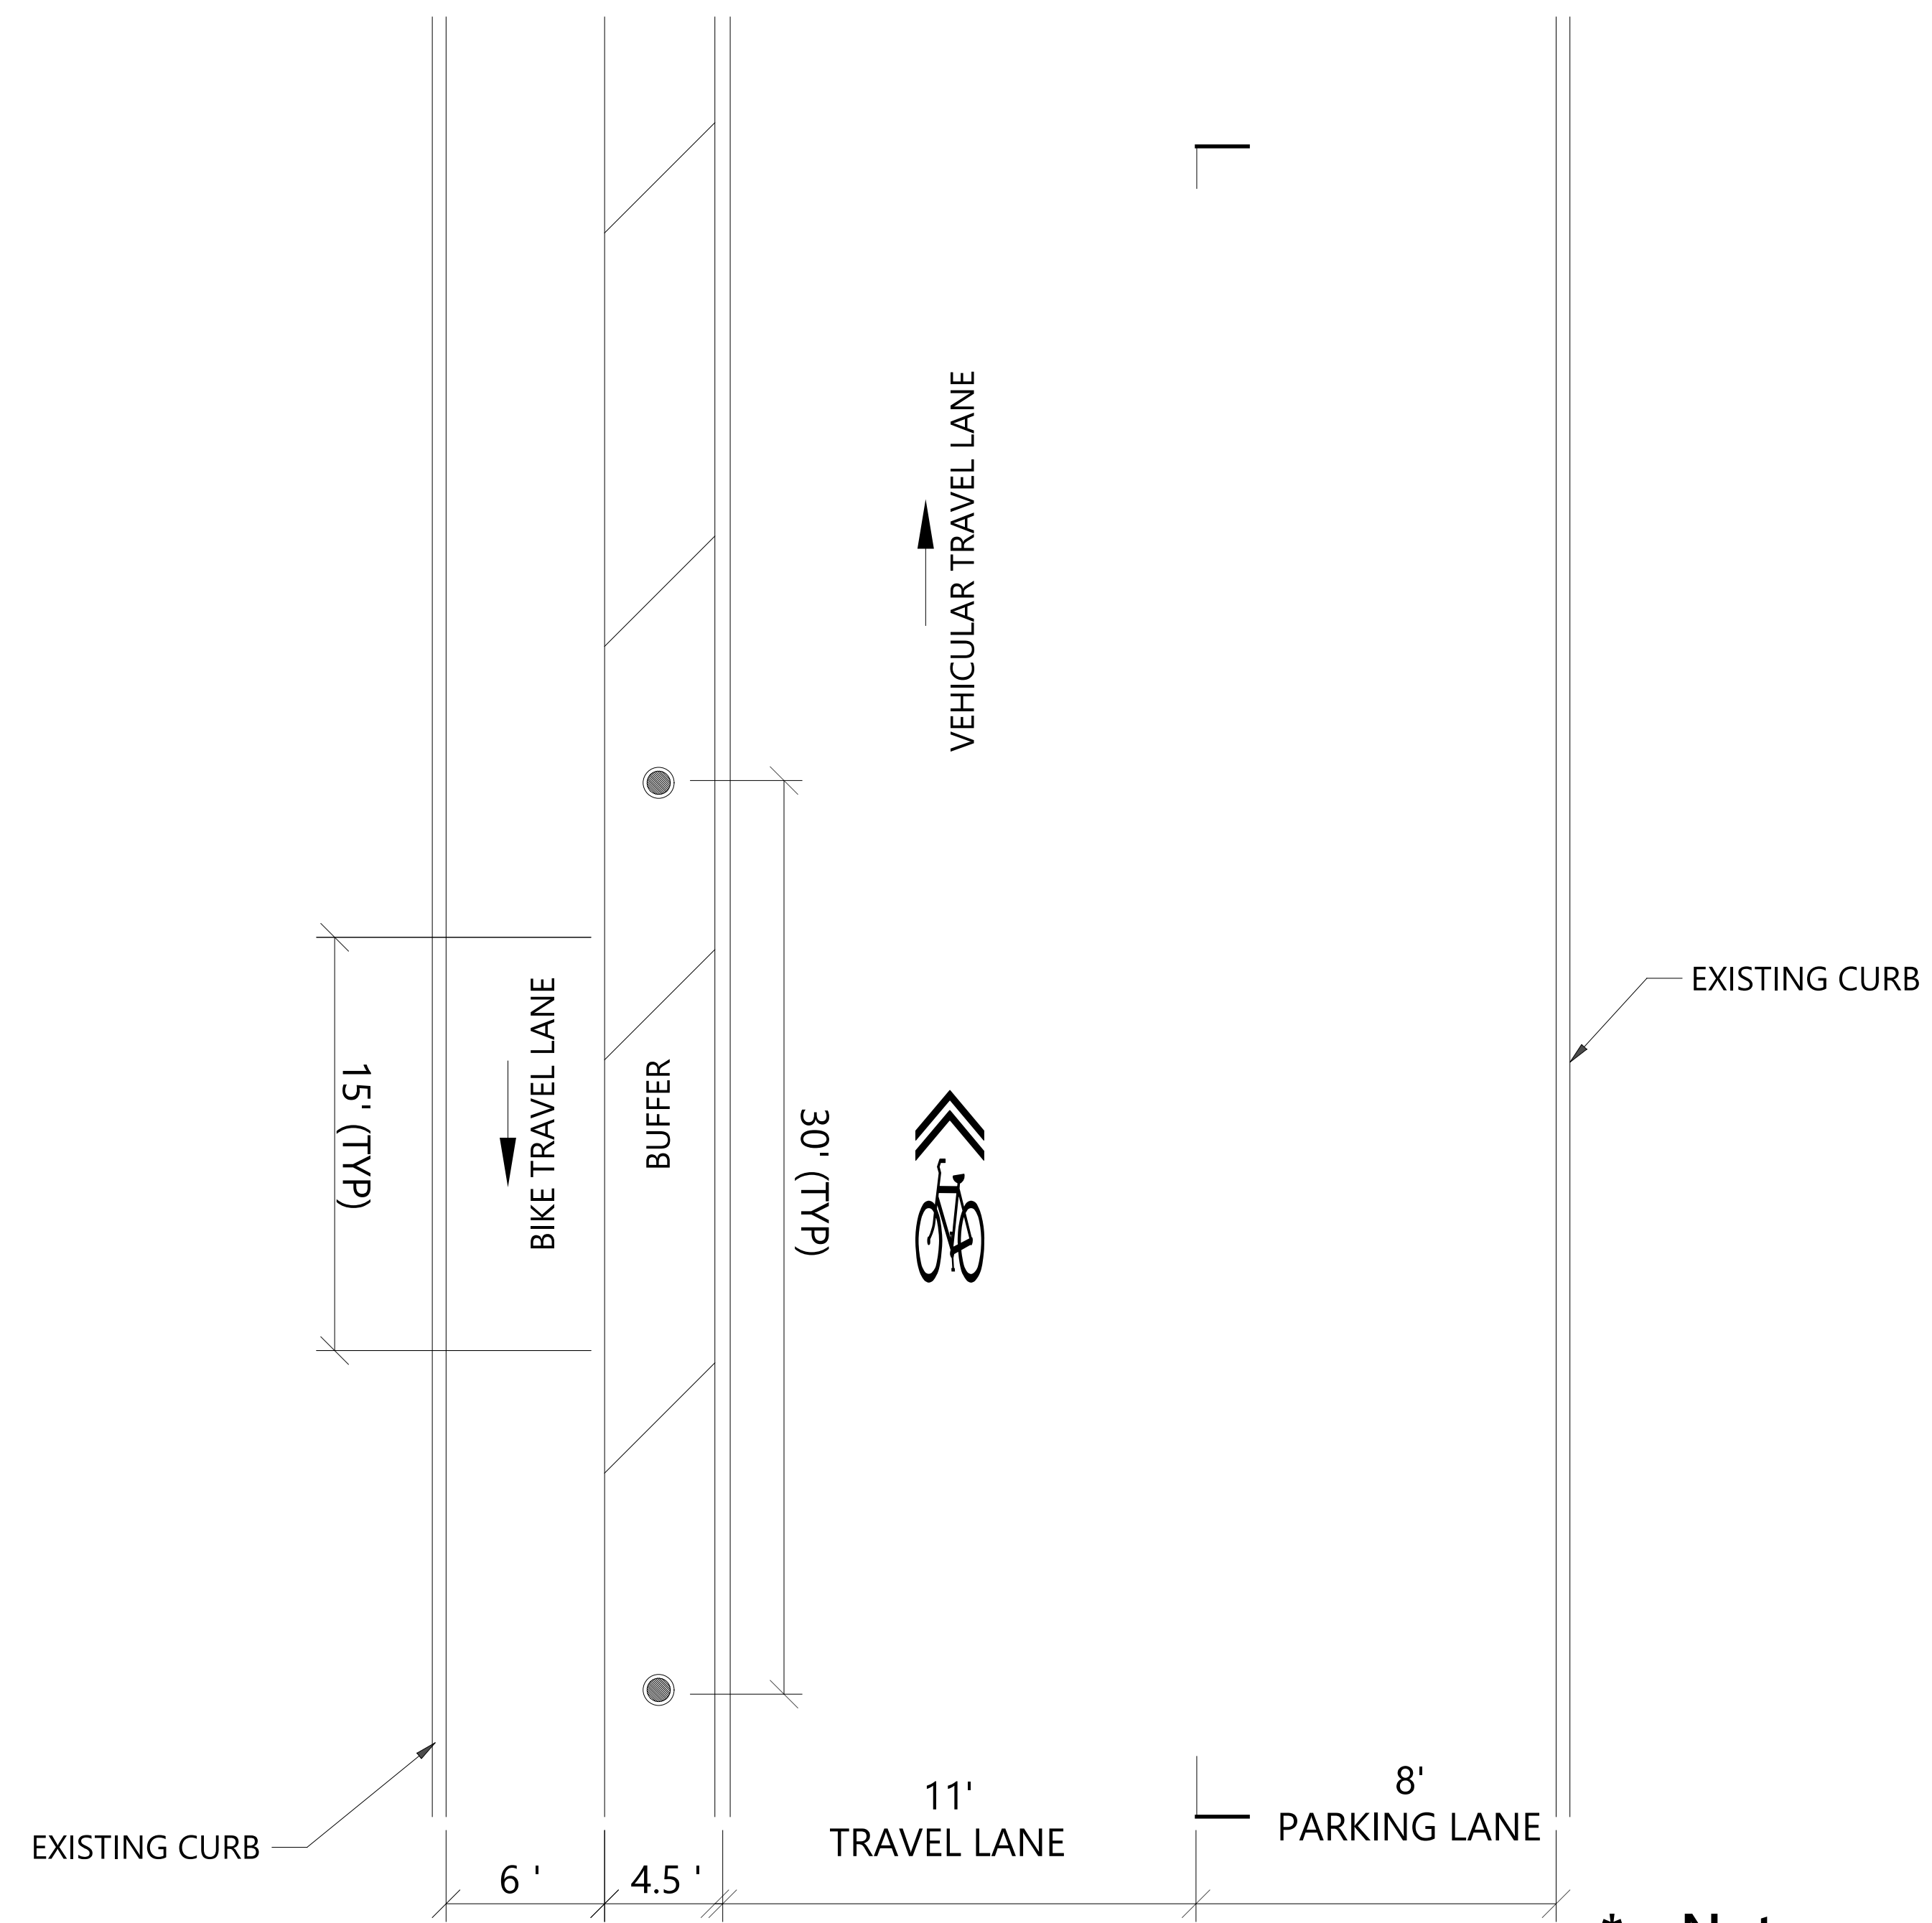 VEHICULAR TRAVEL LANE
EXISTING CURB
15' (TYP)
BIKE TRAVEL LANE
BUFFER
30' (TYP)
11'
TRAVEL LANE
8'
PARKING LANE
EXISTING CURB
6 '
4.5 '